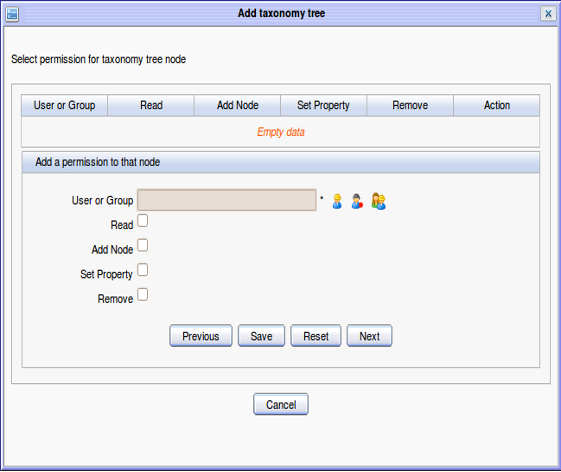 Add taxonomy tree
X
Select permission for taxonomy tree node
User or Group Read Add Node Set Property Remove Action
Empty data
Add a permission to that node
User or Group *
Read
Add Node
Set Property
Remove
Previous Save Reset Next
Cancel